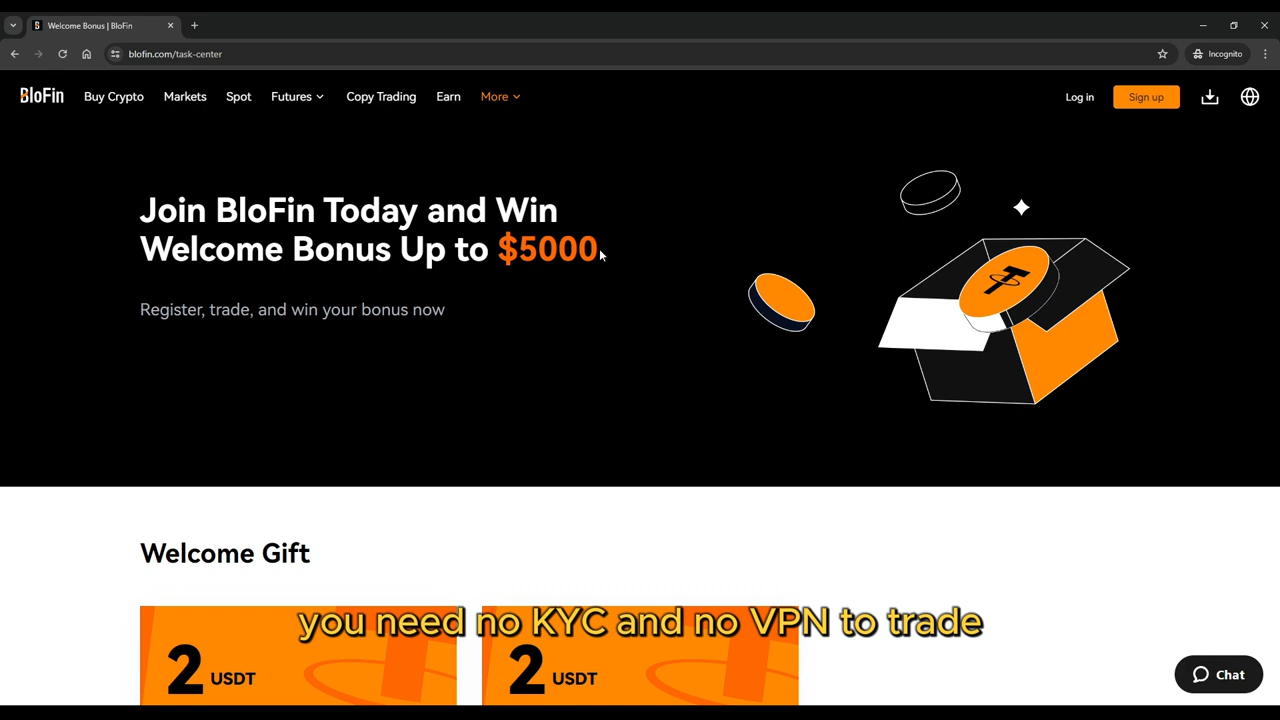 Welcome Bonus | BloFin
blofin.com/task-center
Incognito
BloFin
Buy Crypto
Markets
Spot
Futures
Copy Trading
Earn
More
Log in
Sign up
Join BloFin Today and Win
Welcome Bonus Up to $5000
Register, trade, and win your bonus now
Welcome Gift
you need no KYC and no VPN to trade
2 USDT
2 USDT
Chat